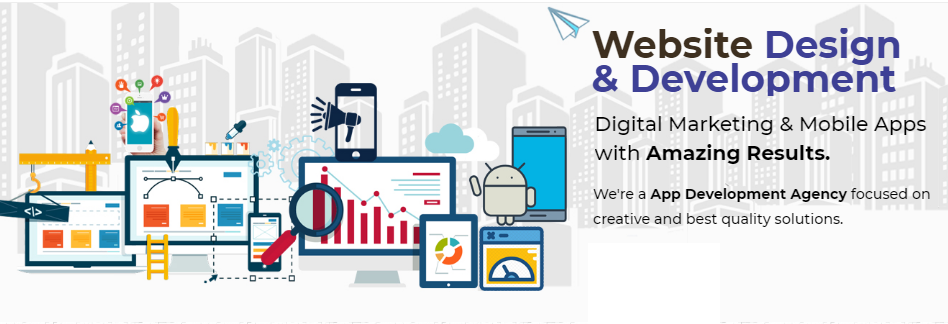 Website Design
& Development
Digital Marketing & Mobile Apps
with Amazing Results.
We're a App Development Agency focused on
creative and best quality solutions.
</>